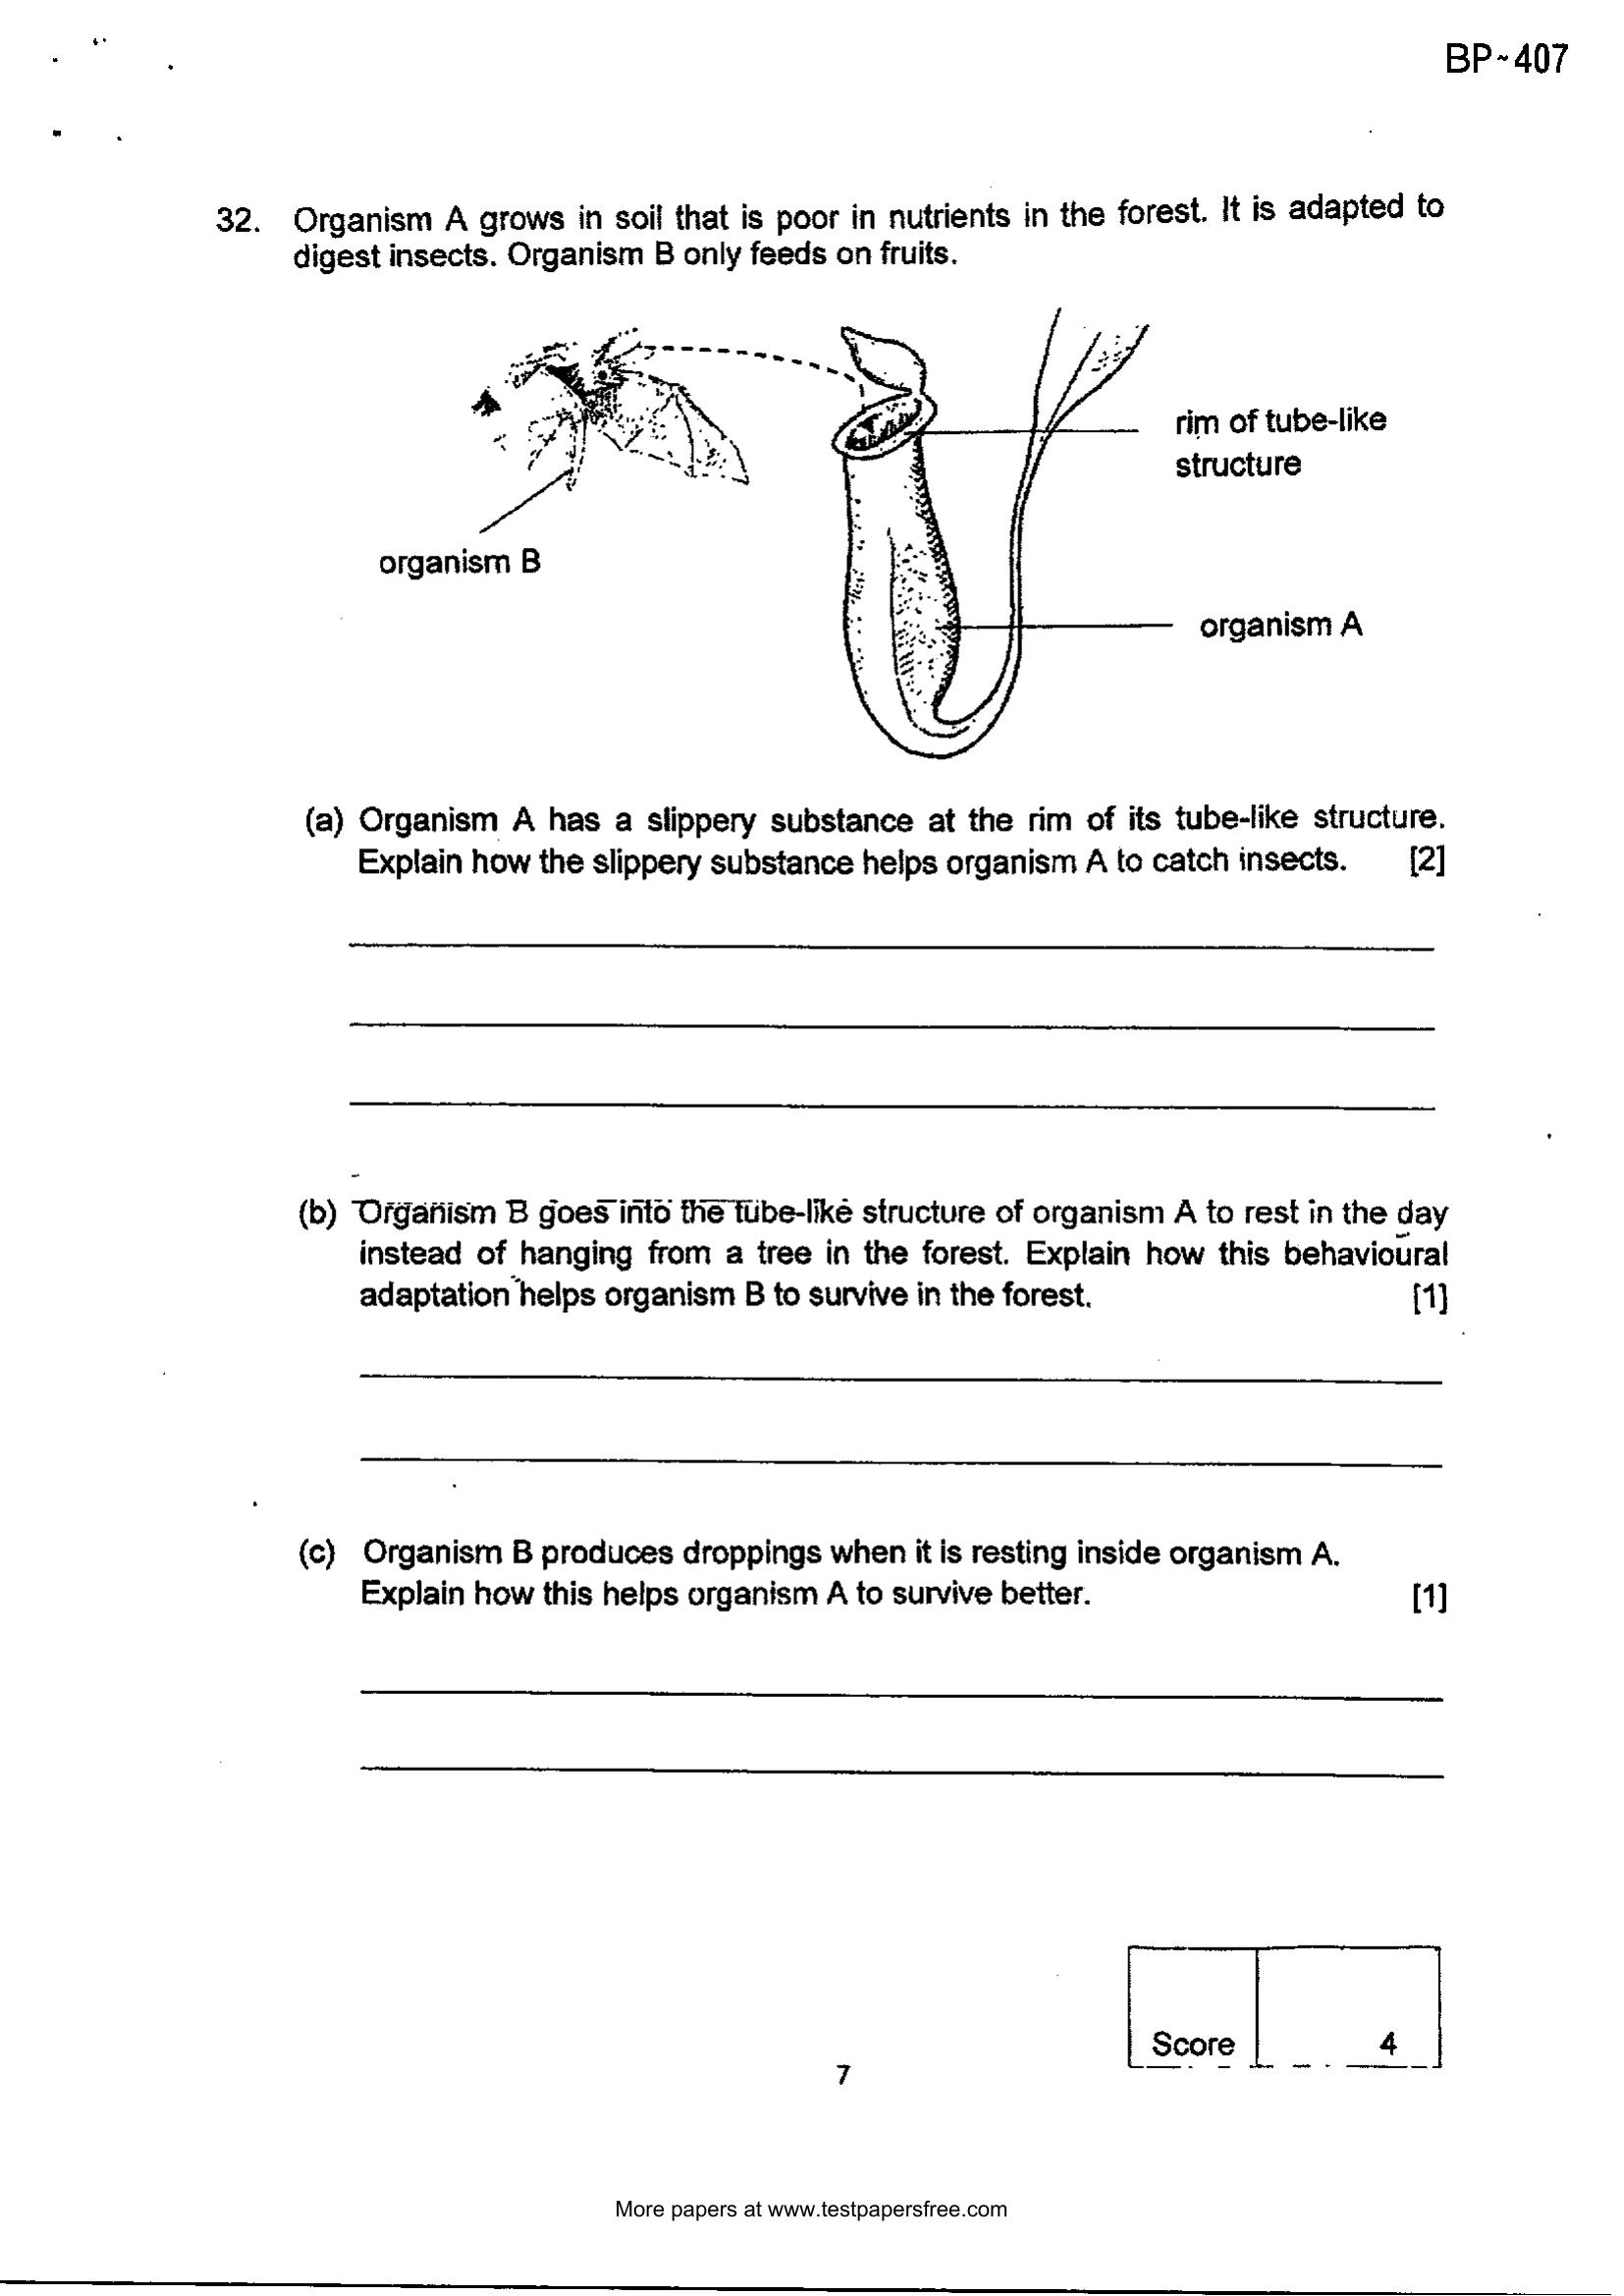 BP~407
32. Organism A grows in soil that is poor in nutrients in the forest. It is adapted to
digest insects. Organism B only feeds on fruits.
rim of tube-like
structure
organism B
organism A
(a) Organism A has a slippery substance at the rim of its tube-like structure.
Explain how the slippery substance helps organism A to catch insects. [2]
(b) Organism B goes into the tube-like structure of organism A to rest in the day
instead of hanging from a tree in the forest. Explain how this behavioural
adaptation helps organism B to survive in the forest. [1]
(c) Organism B produces droppings when it is resting inside organism A.
Explain how this helps organism A to survive better. [1]
Score 4
7
More papers at www.testpapersfree.com